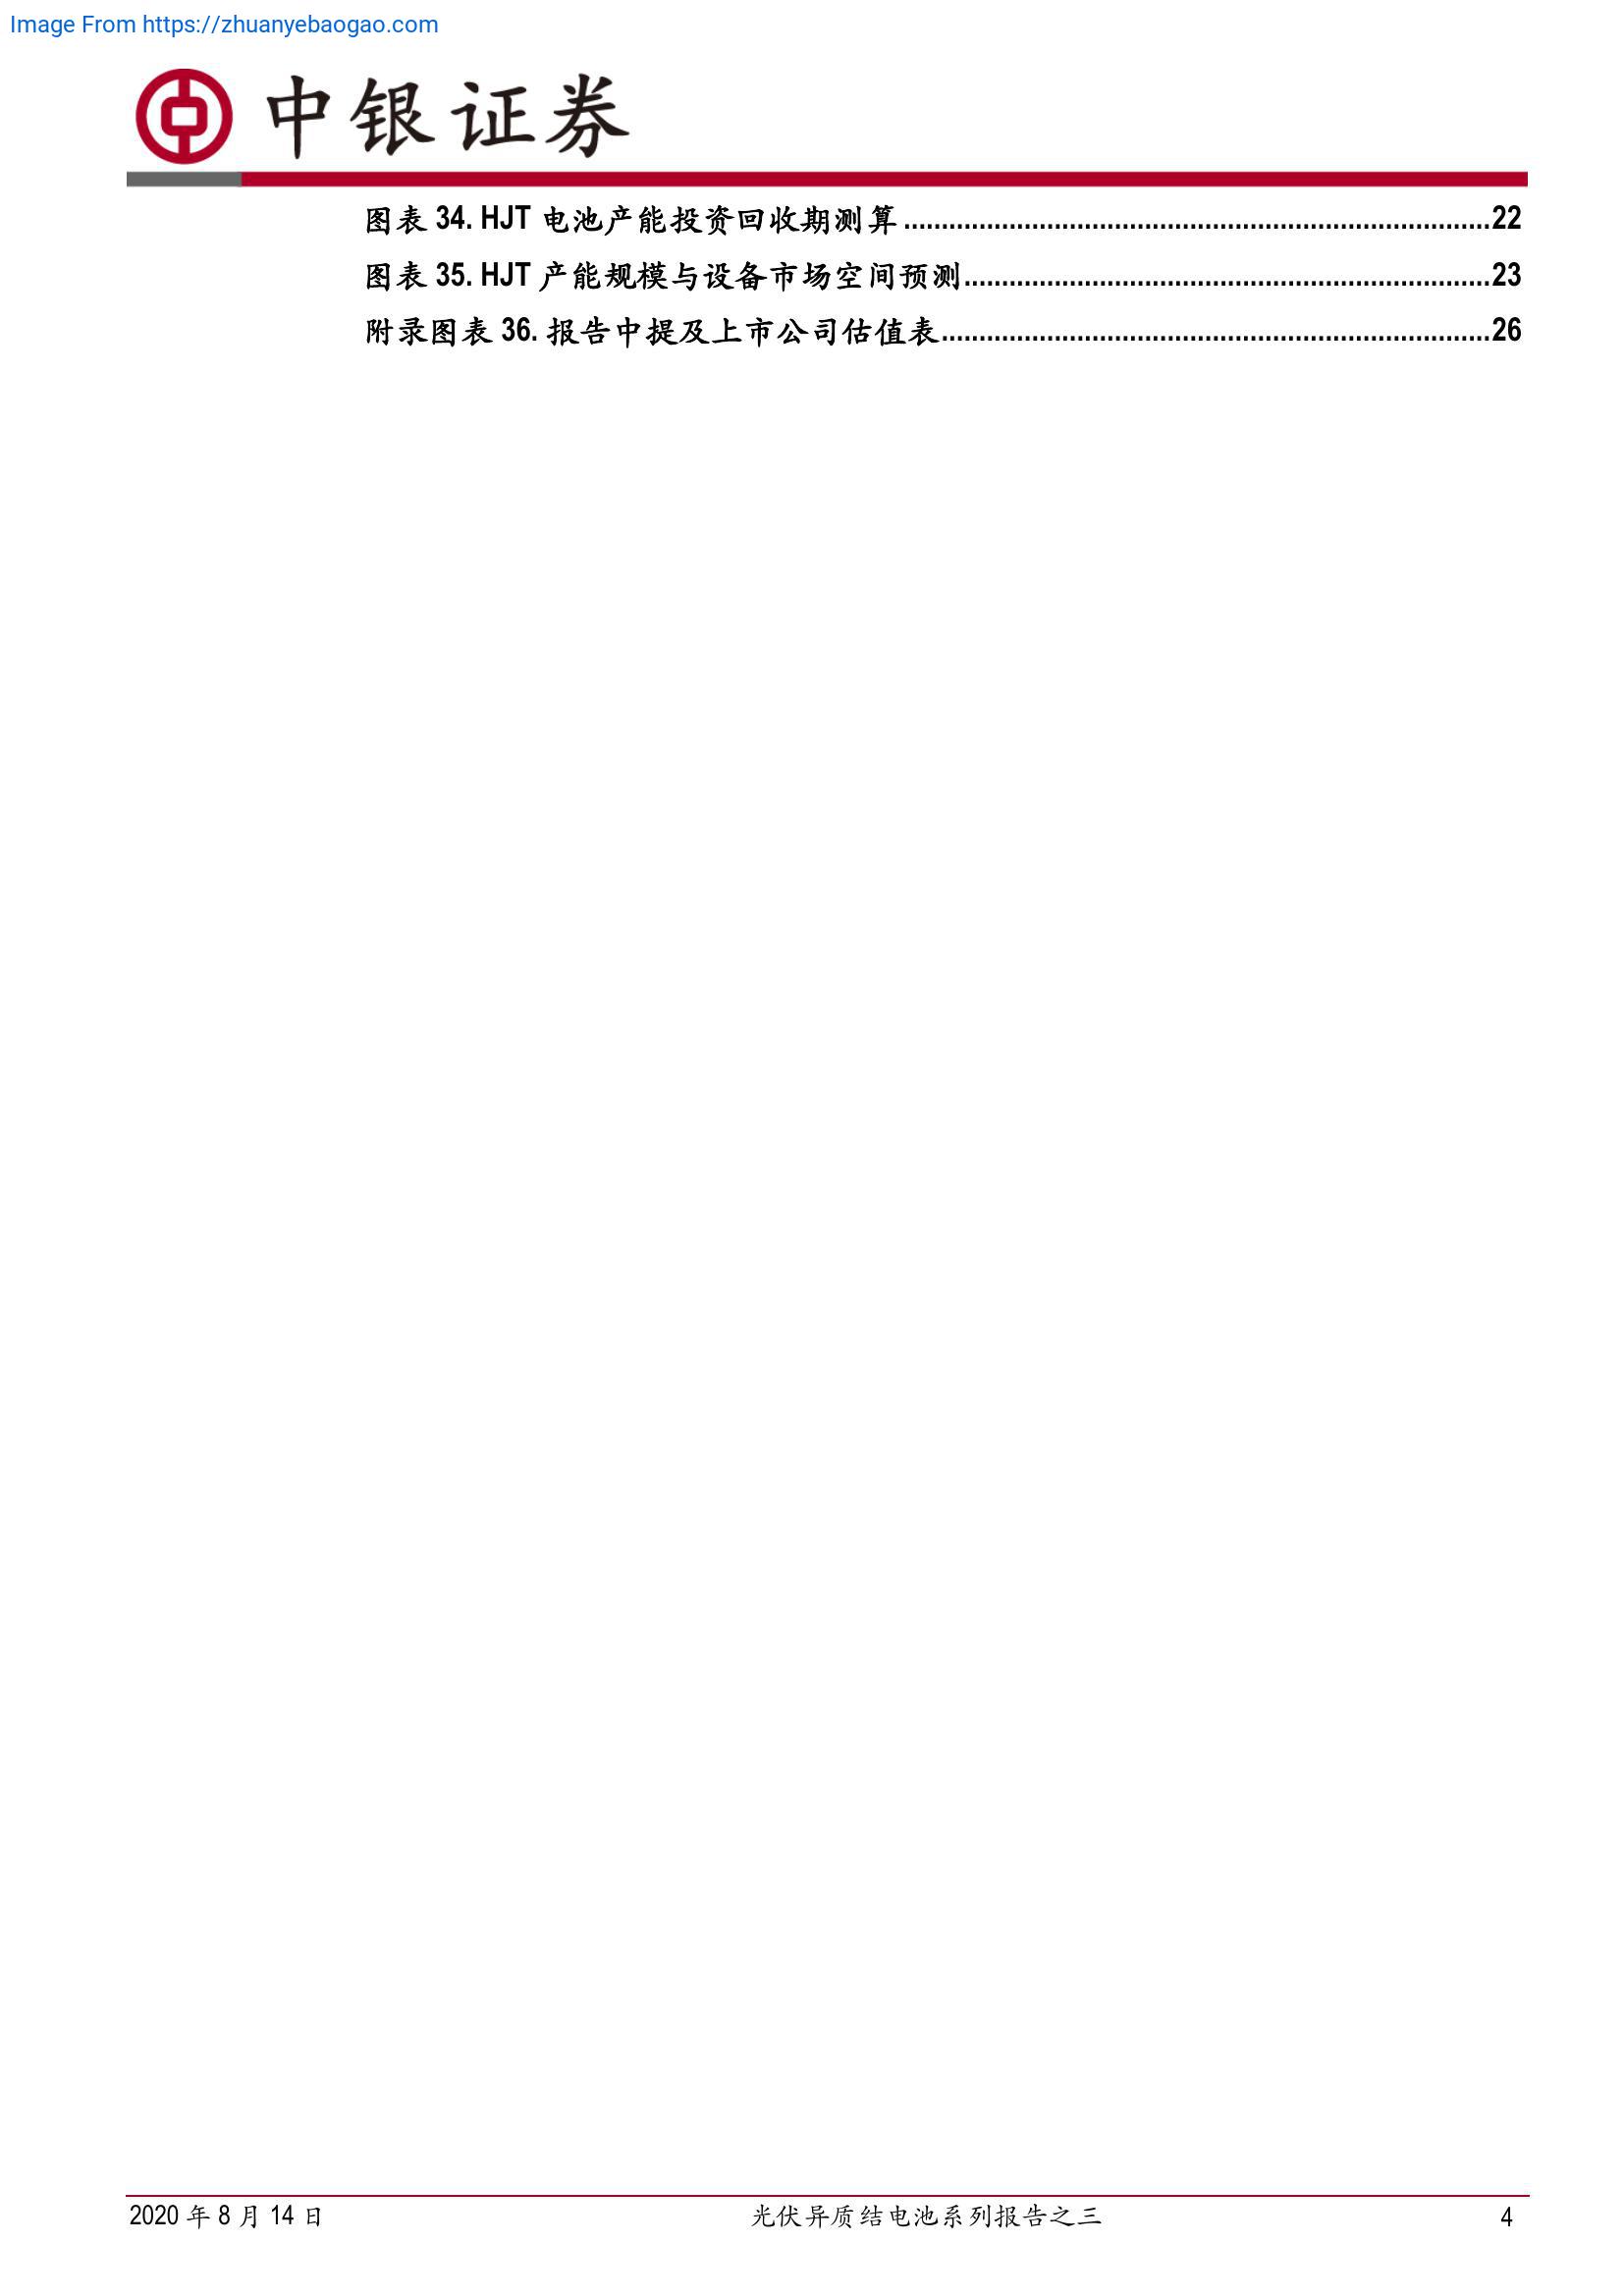 Image From https://zhuanyebaogao.com
中银证券
图表 34. HJT 电池产能投资回收期测算..............................................................................22
图表 35. HJT 产能规模与设备市场空间预测......................................................................23
附录图表 36. 报告中提及上市公司估值表.........................................................................26
2020 年 8 月 14 日 光伏异质结电池系列报告之三 4